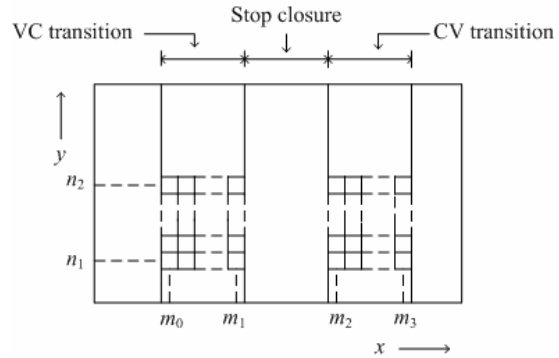 Stop closure
VC transition
CV transition
y
n2
n1
m0 m1 m2 m3
x